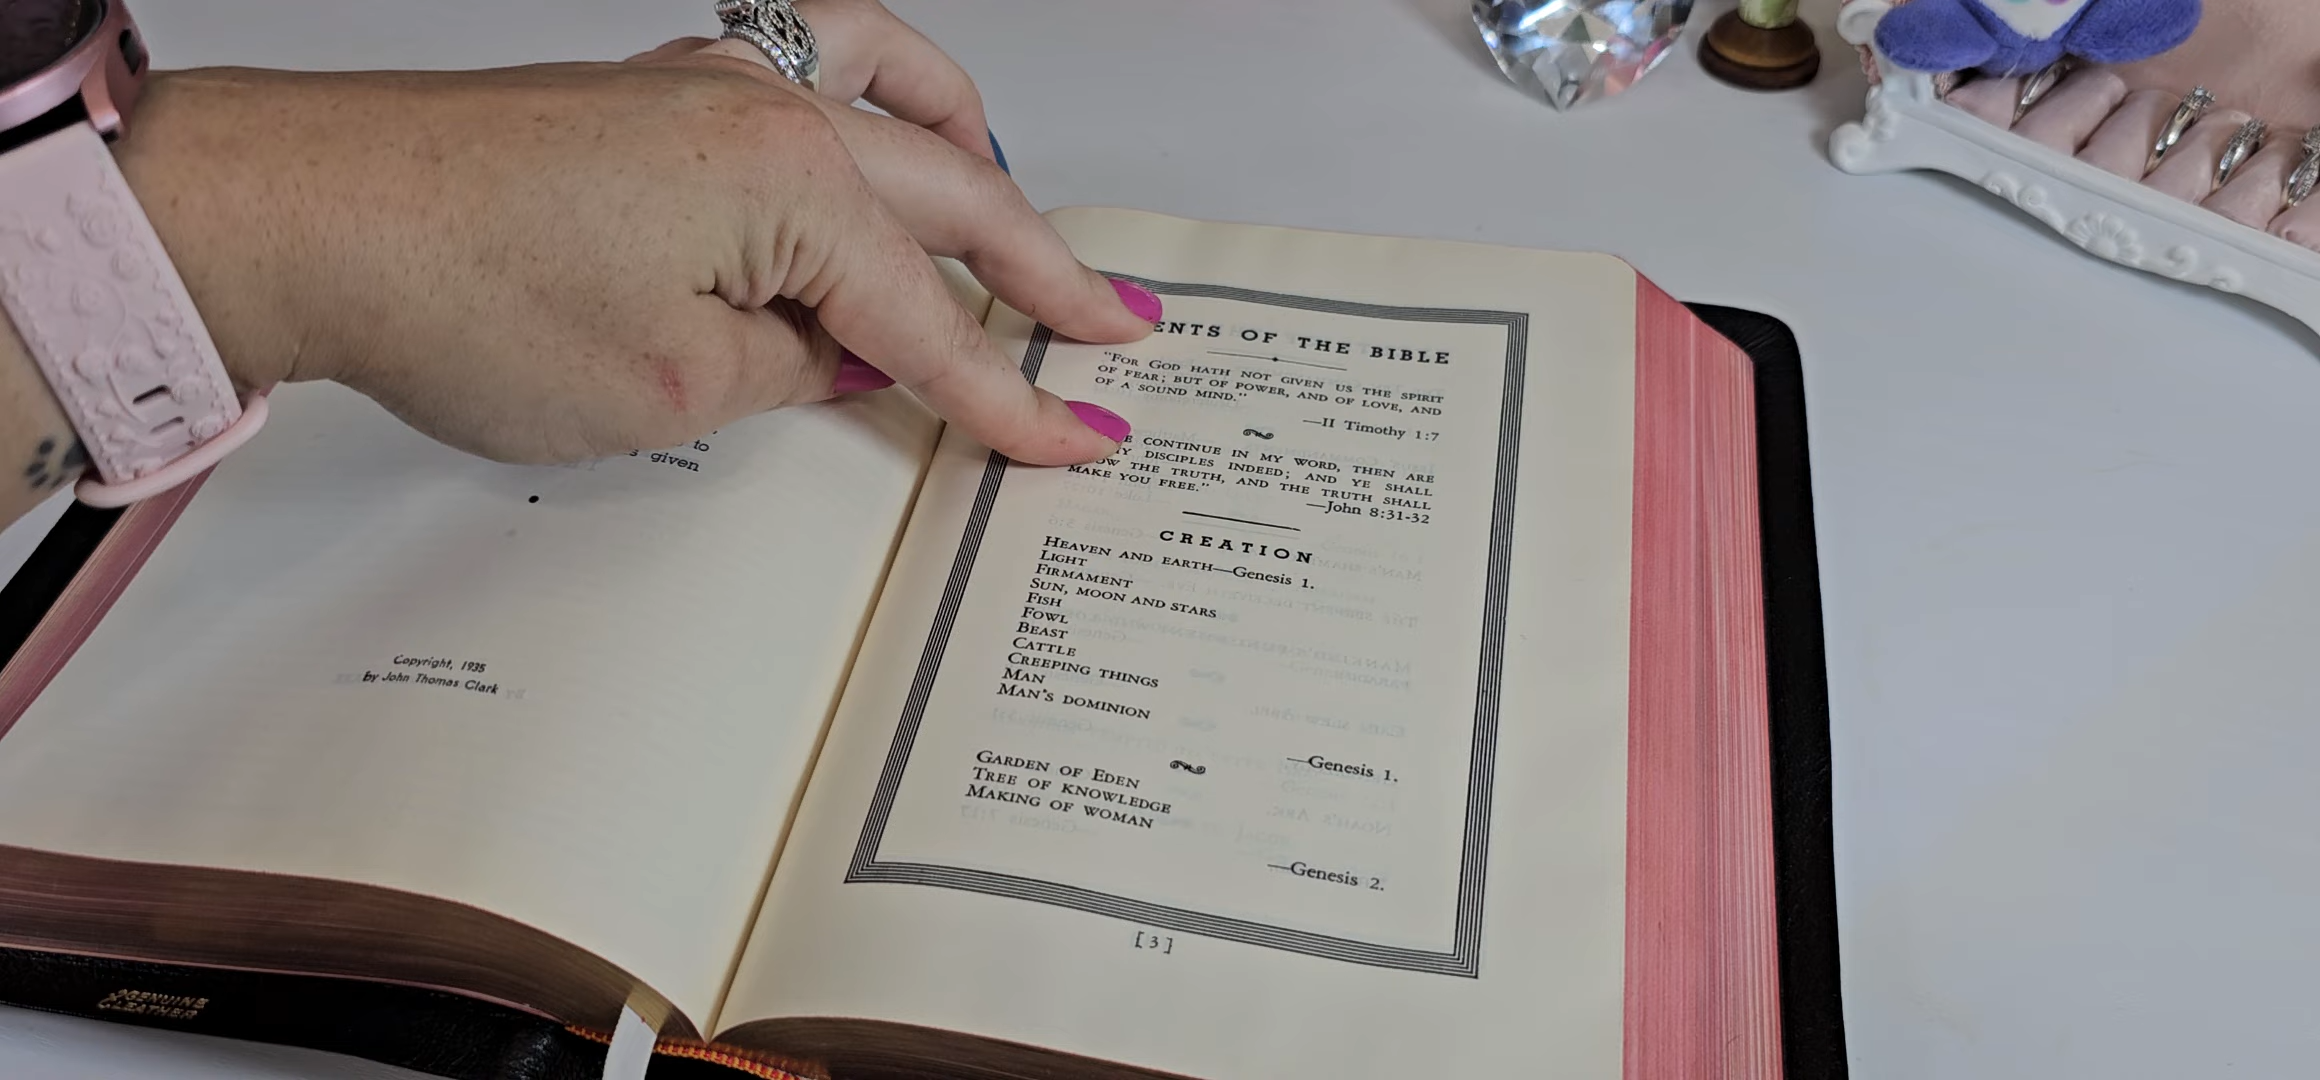 to
given
Copyright, 1935
by John Thomas Clark
GENUINE
LEATHER
OF THE BIBLE
"FOR GOD HATH NOT GIVEN US THE SPIRIT
OF FEAR; BUT OF POWER, AND OF LOVE, AND
OF A SOUND MIND."
—II Timothy 1:7
CONTINUE IN MY WORD, THEN ARE
DISCIPLES INDEED; AND YE SHALL
THE TRUTH, AND THE TRUTH SHALL
MAKE YOU FREE."
—John 8:31-32
CREATION
HEAVEN AND EARTH—Genesis 1.
LIGHT
FIRMAMENT
SUN, MOON AND STARS
FISH
FOWL
BEAST
CATTLE
CREEPING THINGS
MAN
MAN'S DOMINION
—Genesis 1.
GARDEN OF EDEN
TREE OF KNOWLEDGE
MAKING OF WOMAN
—Genesis 2.
[ 3 ]